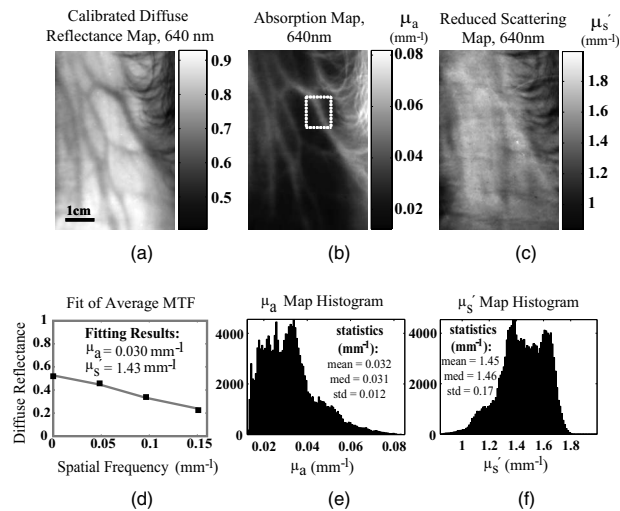 Calibrated Diffuse
Reflectance Map, 640 nm
0.9
0.8
0.7
0.6
0.5
1cm
(a)
Absorption Map,
640nm
μa
(mm-1)
0.08
0.06
0.04
0.02
(b)
Reduced Scattering
Map, 640nm
μs′
(mm-1)
1.8
1.6
1.4
1.2
1
(c)
Fit of Average MTF
Diffuse Reflectance
1
0.8
0.6
0.4
0.2
0
Fitting Results:
μa = 0.030 mm-1
μs′ = 1.43 mm-1
0 0.05 0.10 0.15
Spatial Frequency (mm-1)
(d)
μa Map Histogram
4000
2000
0
statistics
(mm-1):
mean = 0.032
med = 0.031
std = 0.012
0.02 0.04 0.06 0.08
μa (mm-1)
(e)
μs′ Map Histogram
4000
2000
0
statistics
(mm-1):
mean = 1.45
med = 1.46
std = 0.17
1 1.2 1.4 1.6 1.8
μs′ (mm-1)
(f)